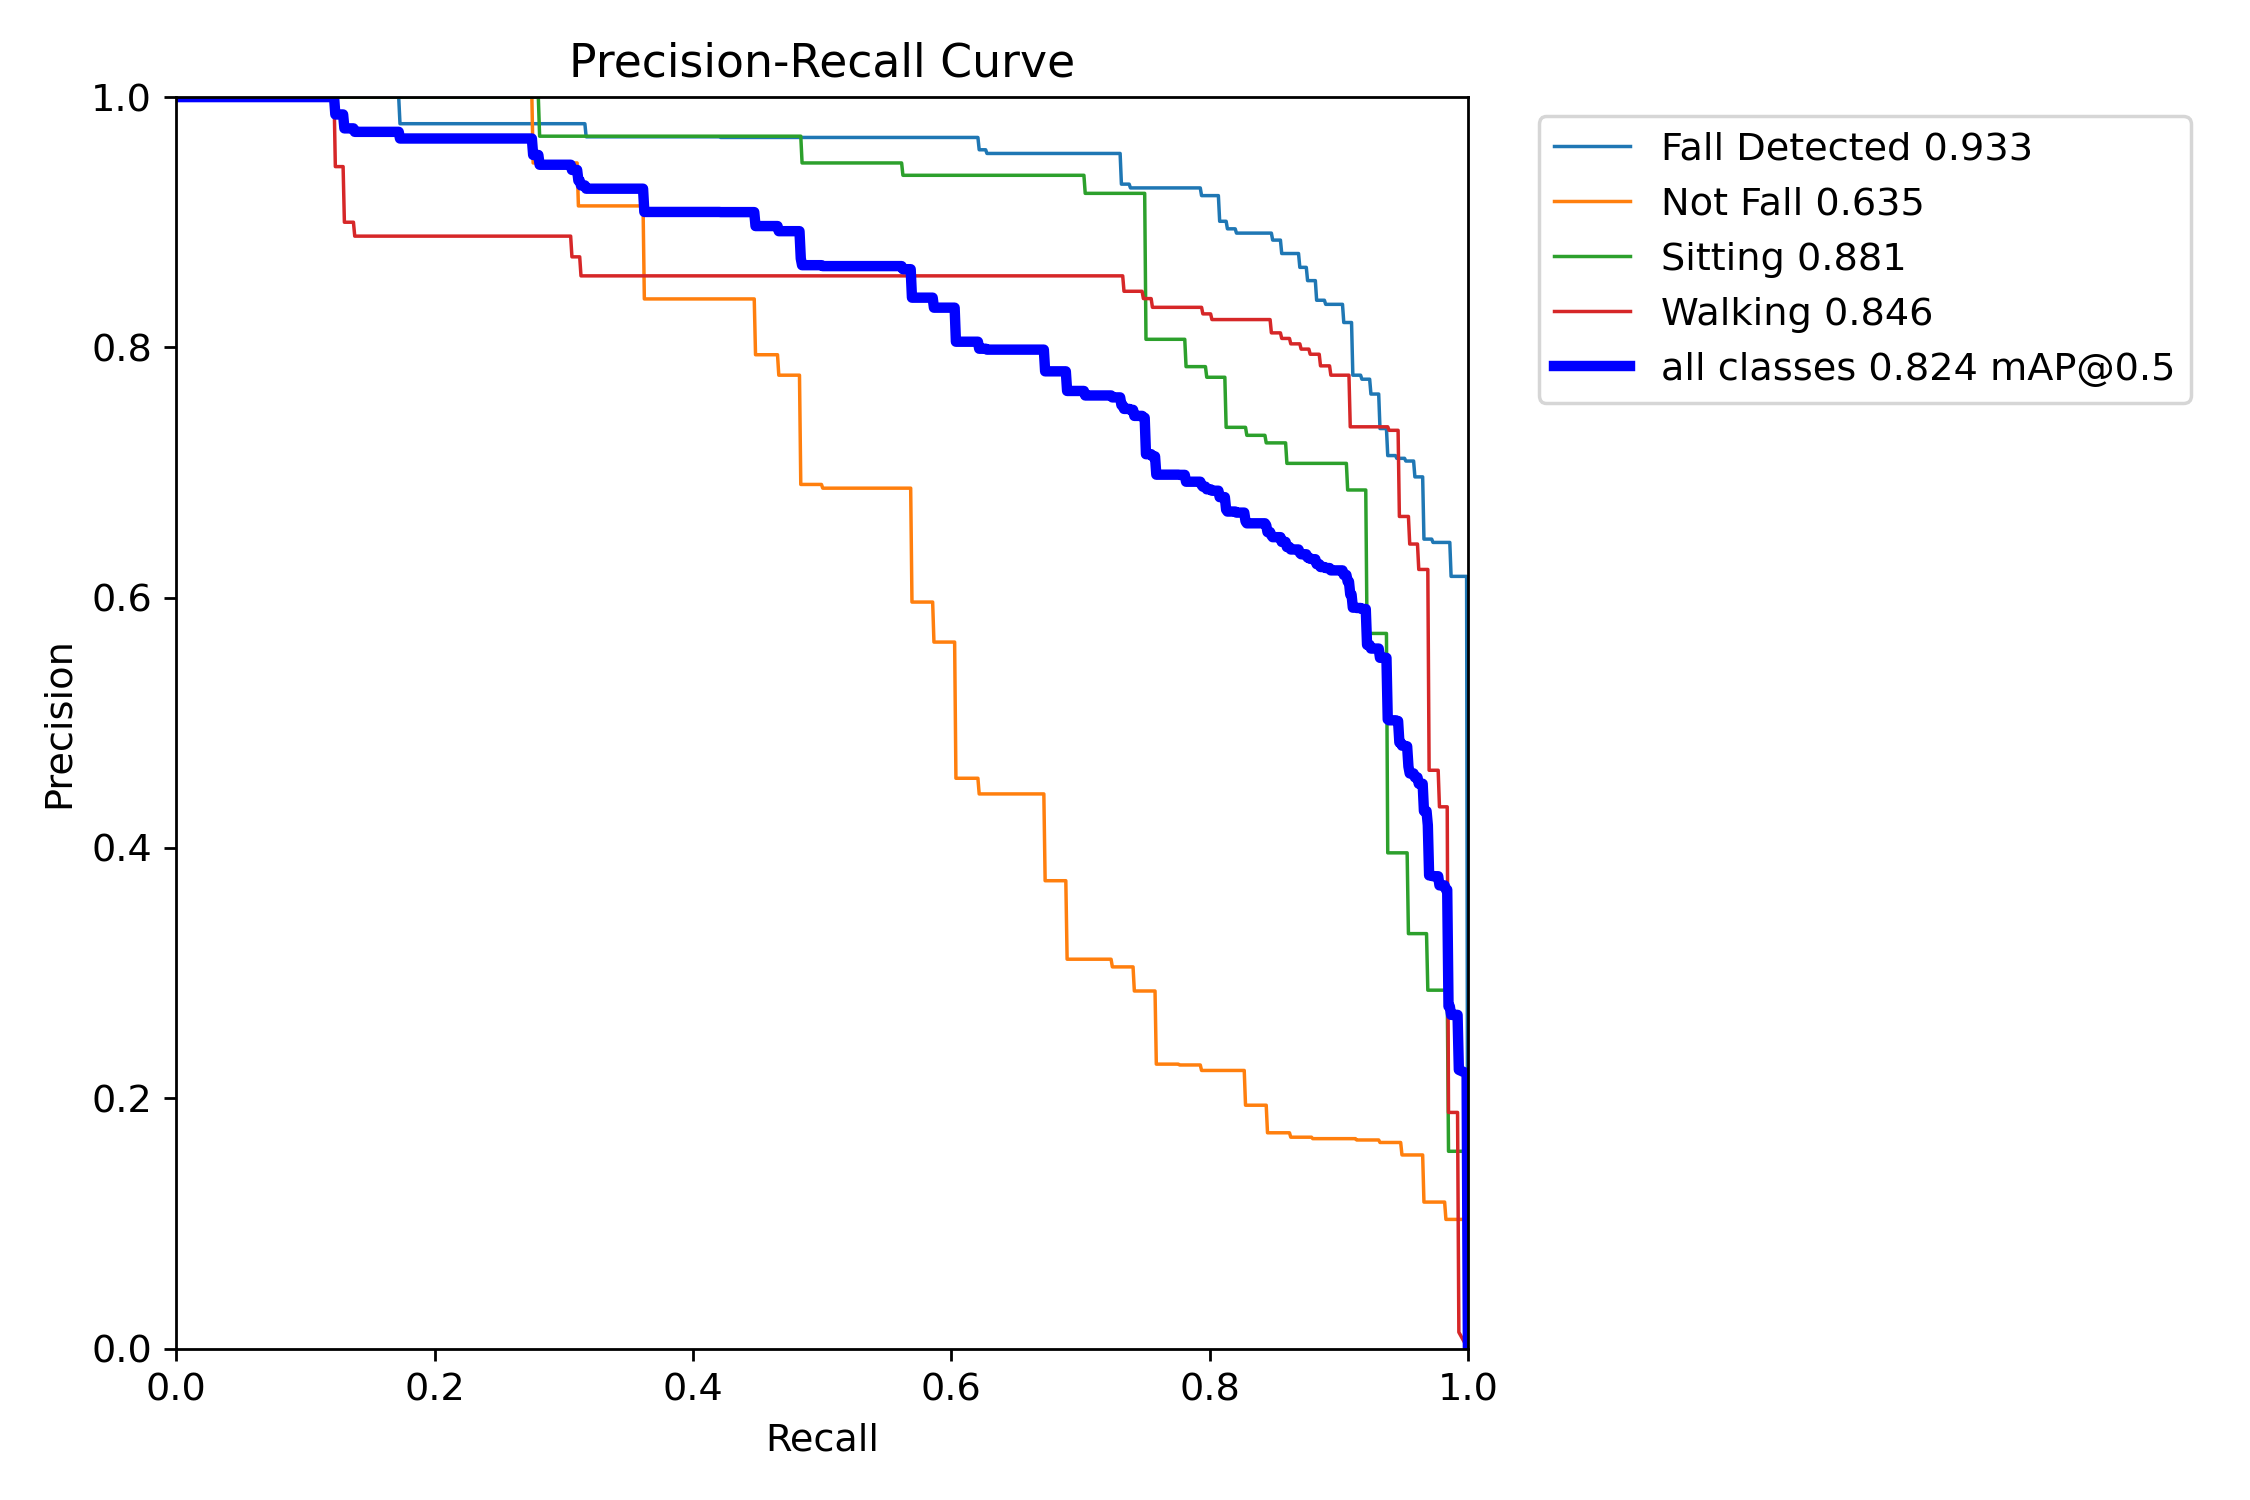 Precision-Recall Curve
1.0
0.8
0.6
0.4
0.2
0.0
Precision
0.0 0.2 0.4 0.6 0.8 1.0
Recall
Fall Detected 0.933
Not Fall 0.635
Sitting 0.881
Walking 0.846
all classes 0.824 mAP@0.5